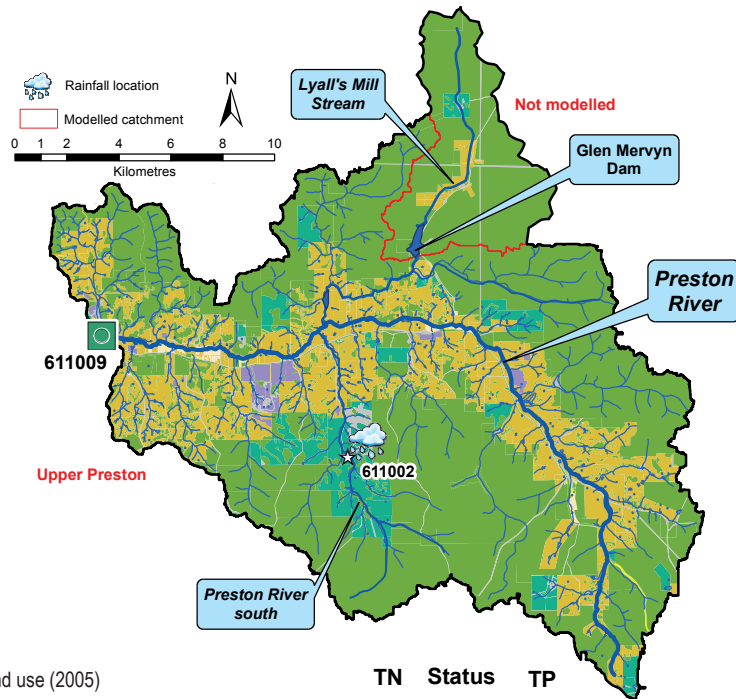 Rainfall location
N
Modelled catchment
0 2 4 6 8 10
Kilometres
Lyall's Mill
Stream
Not modelled
Glen Mervyn
Dam
Preston
River
611009
Upper Preston
611002
Preston River
south
nd use (2005)
TN Status TP